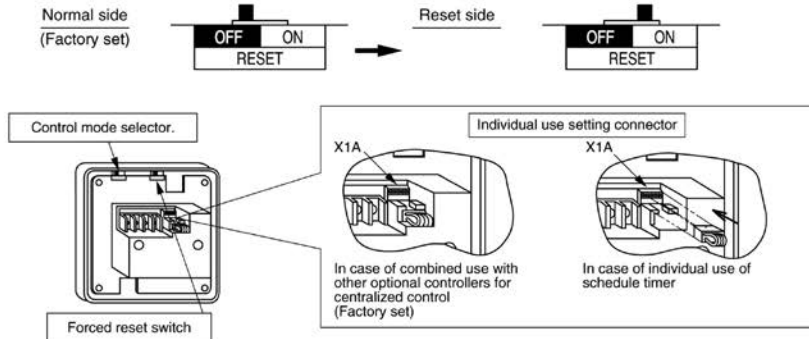 Normal side
(Factory set)
OFF ON
RESET
Reset side
OFF ON
RESET
Control mode selector.
Forced reset switch
Individual use setting connector
X1A
In case of combined use with
other optional controllers for
centralized control
(Factory set)
X1A
In case of individual use of
schedule timer